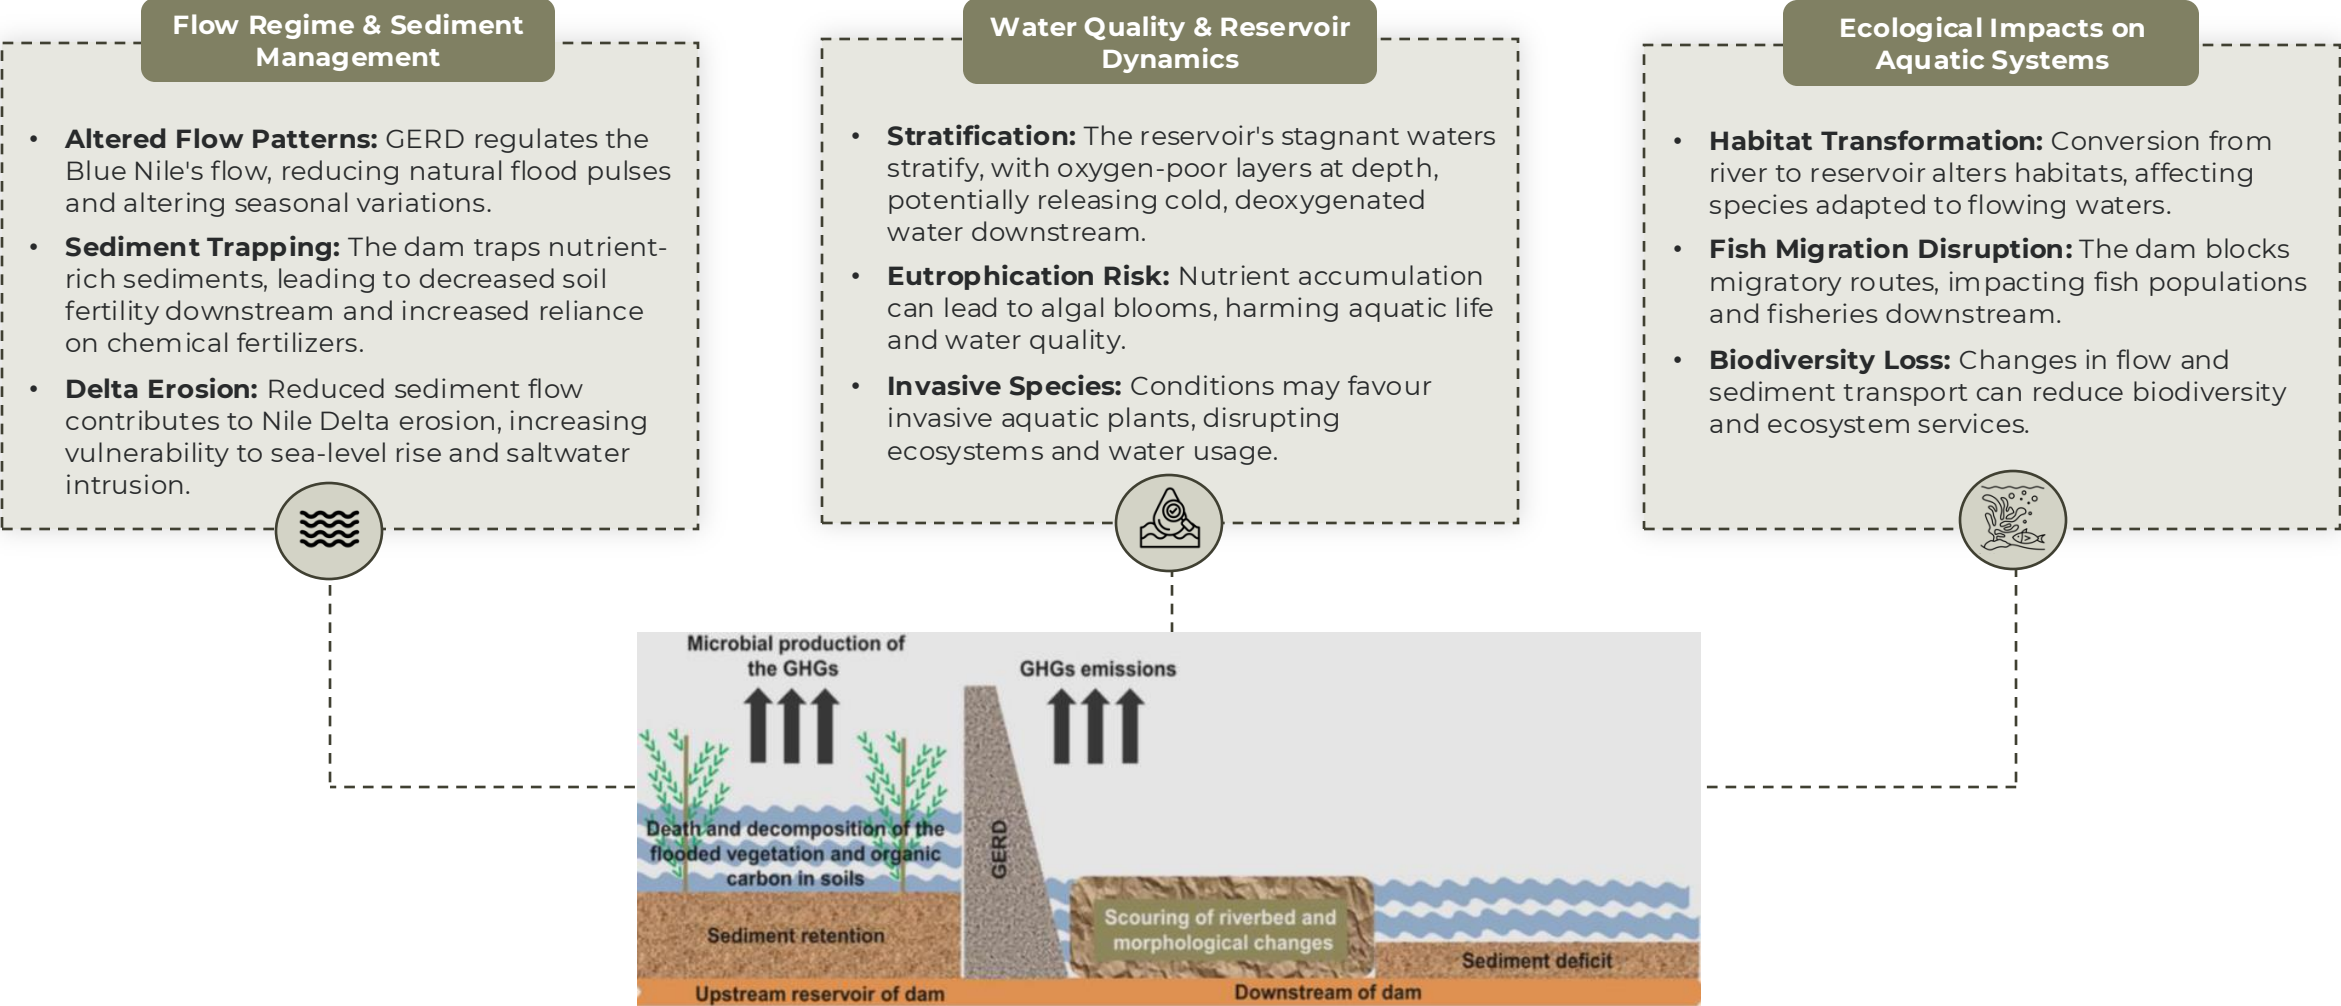 Flow Regime & Sediment
Management
• Altered Flow Patterns: GERD regulates the
Blue Nile's flow, reducing natural flood pulses
and altering seasonal variations.
• Sediment Trapping: The dam traps nutrient-
rich sediments, leading to decreased soil
fertility downstream and increased reliance
on chemical fertilizers.
• Delta Erosion: Reduced sediment flow
contributes to Nile Delta erosion, increasing
vulnerability to sea-level rise and saltwater
intrusion.
Water Quality & Reservoir
Dynamics
• Stratification: The reservoir's stagnant waters
stratify, with oxygen-poor layers at depth,
potentially releasing cold, deoxygenated
water downstream.
• Eutrophication Risk: Nutrient accumulation
can lead to algal blooms, harming aquatic life
and water quality.
• Invasive Species: Conditions may favour
invasive aquatic plants, disrupting
ecosystems and water usage.
Ecological Impacts on
Aquatic Systems
• Habitat Transformation: Conversion from
river to reservoir alters habitats, affecting
species adapted to flowing waters.
• Fish Migration Disruption: The dam blocks
migratory routes, impacting fish populations
and fisheries downstream.
• Biodiversity Loss: Changes in flow and
sediment transport can reduce biodiversity
and ecosystem services.
Microbial production of
the GHGs
GHGs emissions
Death and decomposition of the
flooded vegetation and organic
carbon in soils
GERD
Scouring of riverbed and
morphological changes
Sediment retention
Sediment deficit
Upstream reservoir of dam
Downstream of dam